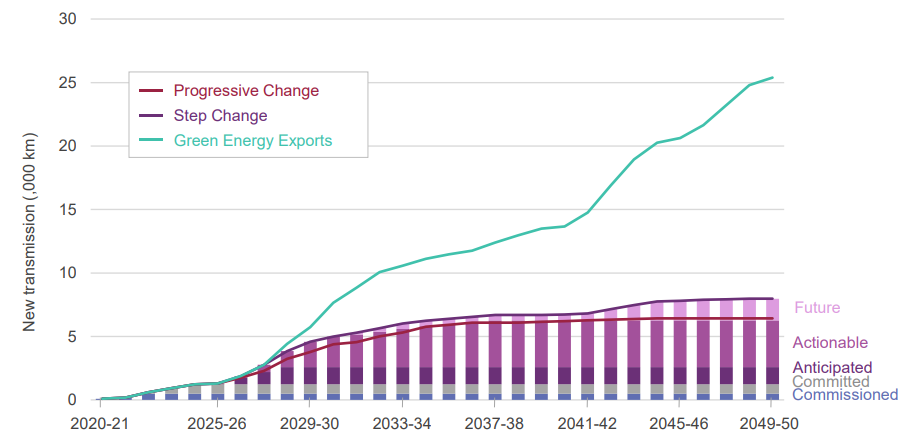 30
25
20
15
10
5
0
New transmission (,000 km)
Progressive Change
Step Change
Green Energy Exports
Future
Actionable
Anticipated
Committed
Commissioned
2020-21 2025-26 2029-30 2033-34 2037-38 2041-42 2045-46 2049-50